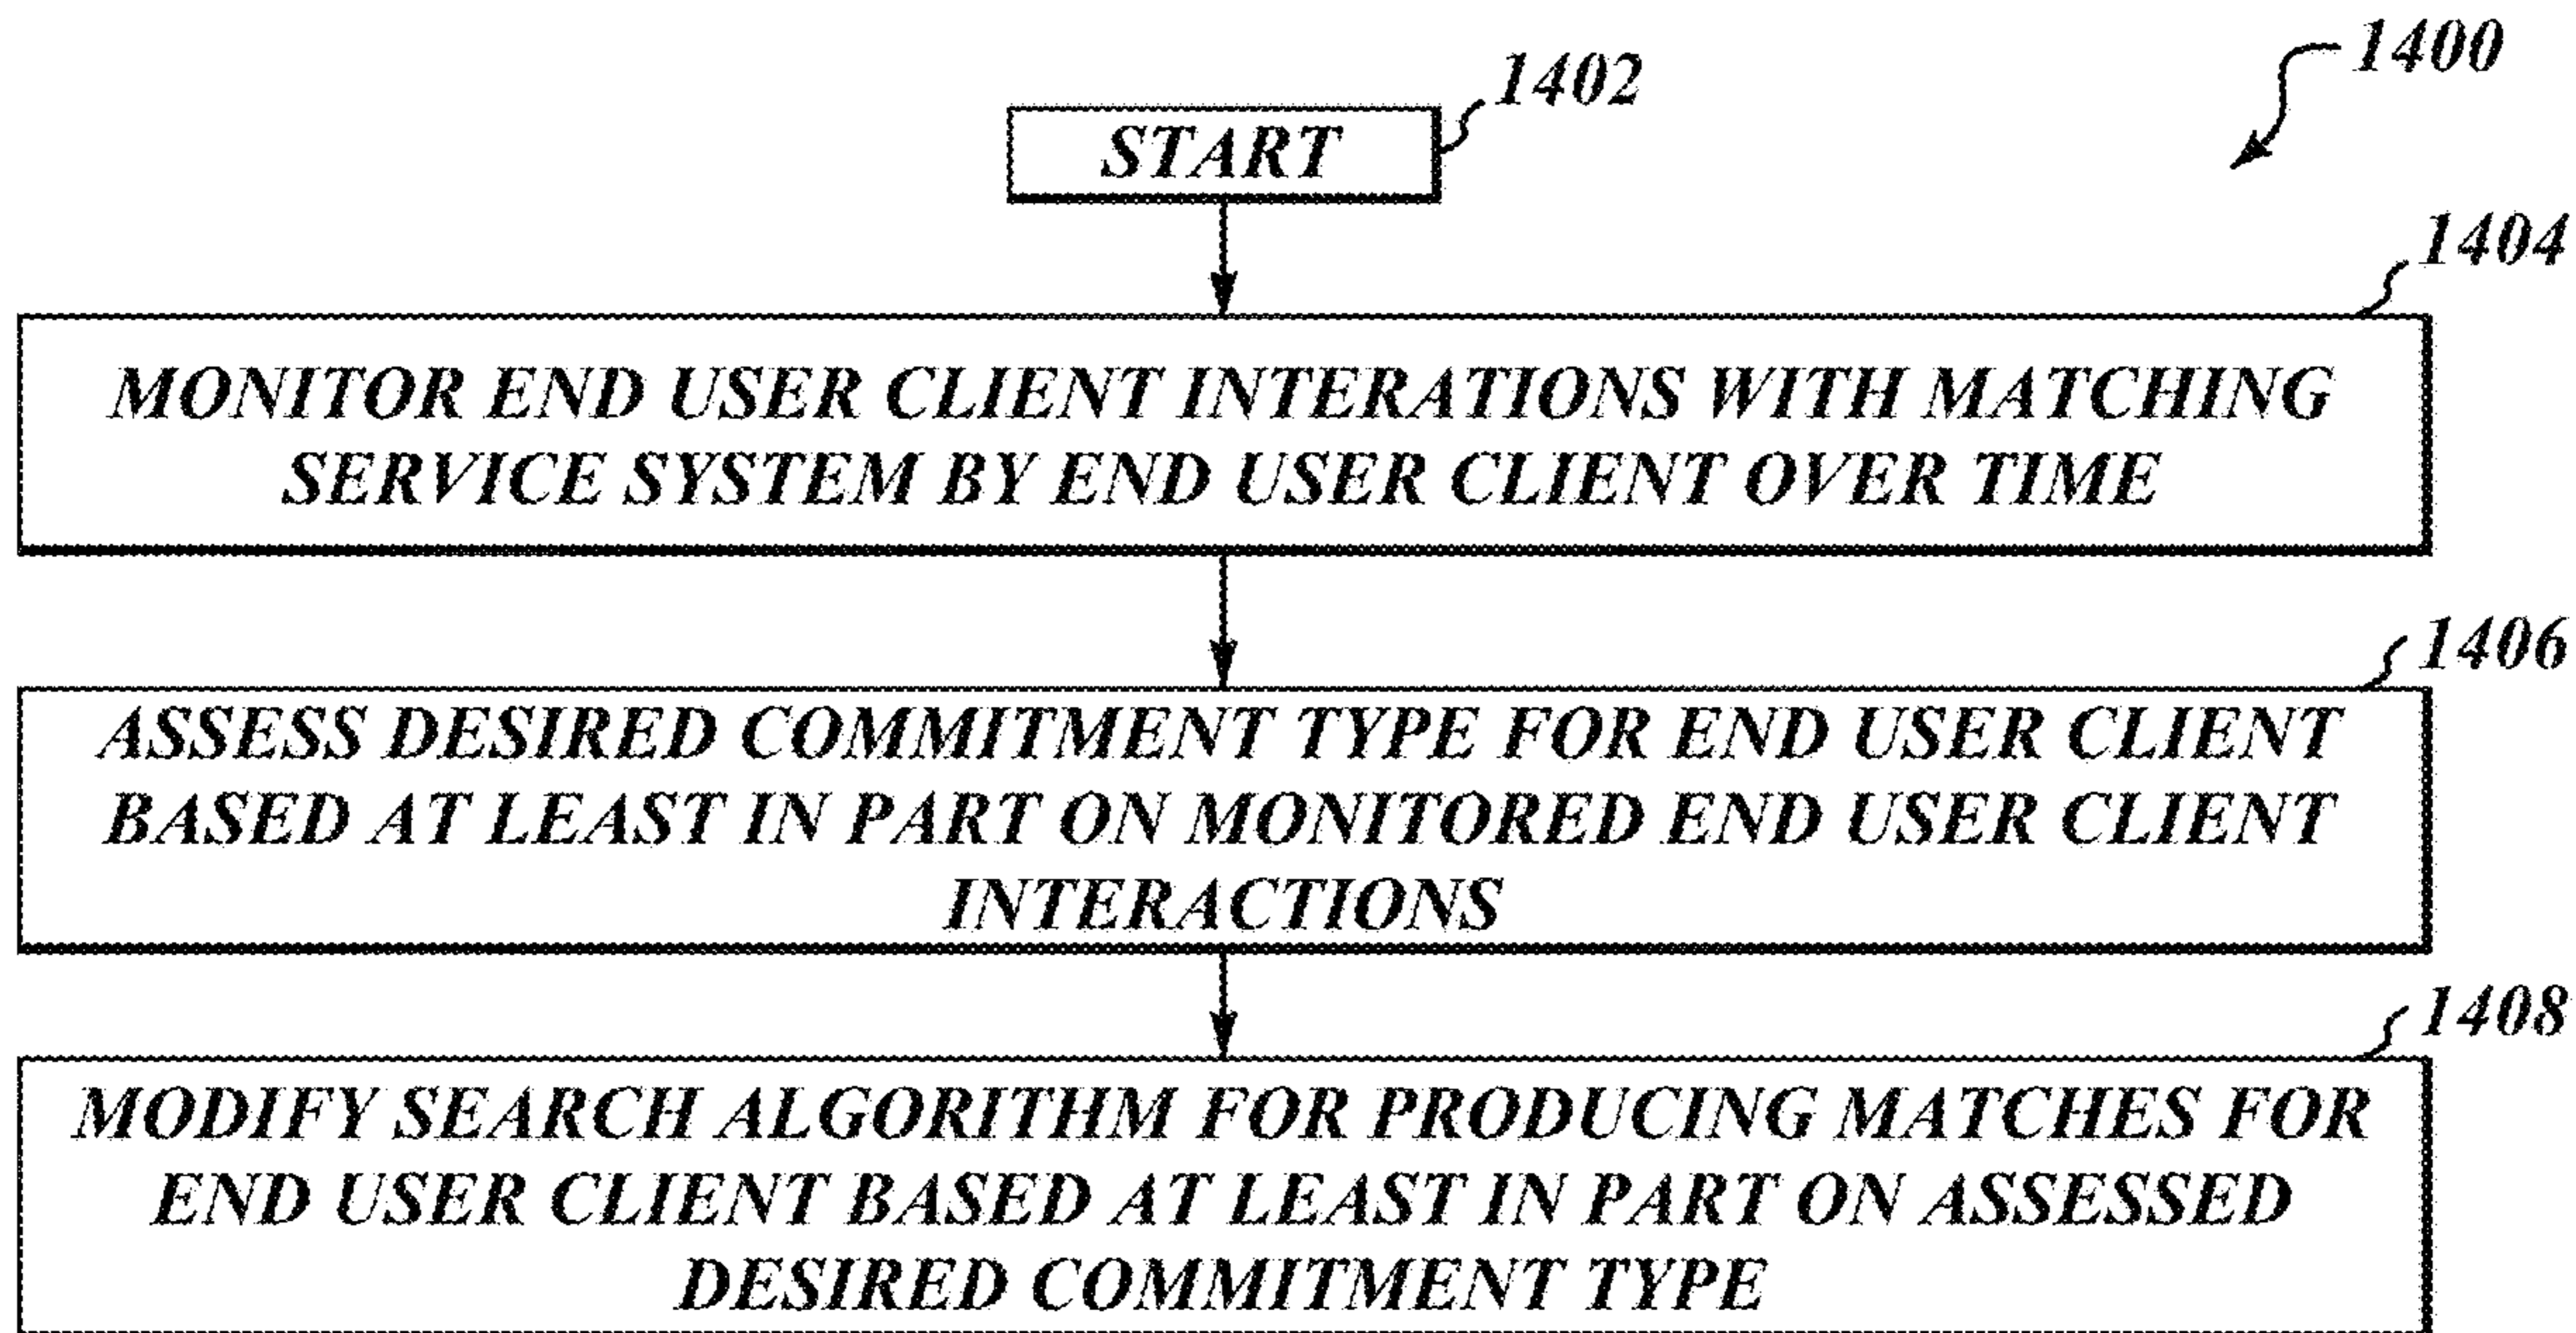 1400
1402
START
1404
MONITOR END USER CLIENT INTERATIONS WITH MATCHING
SERVICE SYSTEM BY END USER CLIENT OVER TIME
1406
ASSESS DESIRED COMMITMENT TYPE FOR END USER CLIENT
BASED AT LEAST IN PART ON MONITORED END USER CLIENT
INTERACTIONS
1408
MODIFY SEARCH ALGORITHM FOR PRODUCING MATCHES FOR
END USER CLIENT BASED AT LEAST IN PART ON ASSESSED
DESIRED COMMITMENT TYPE